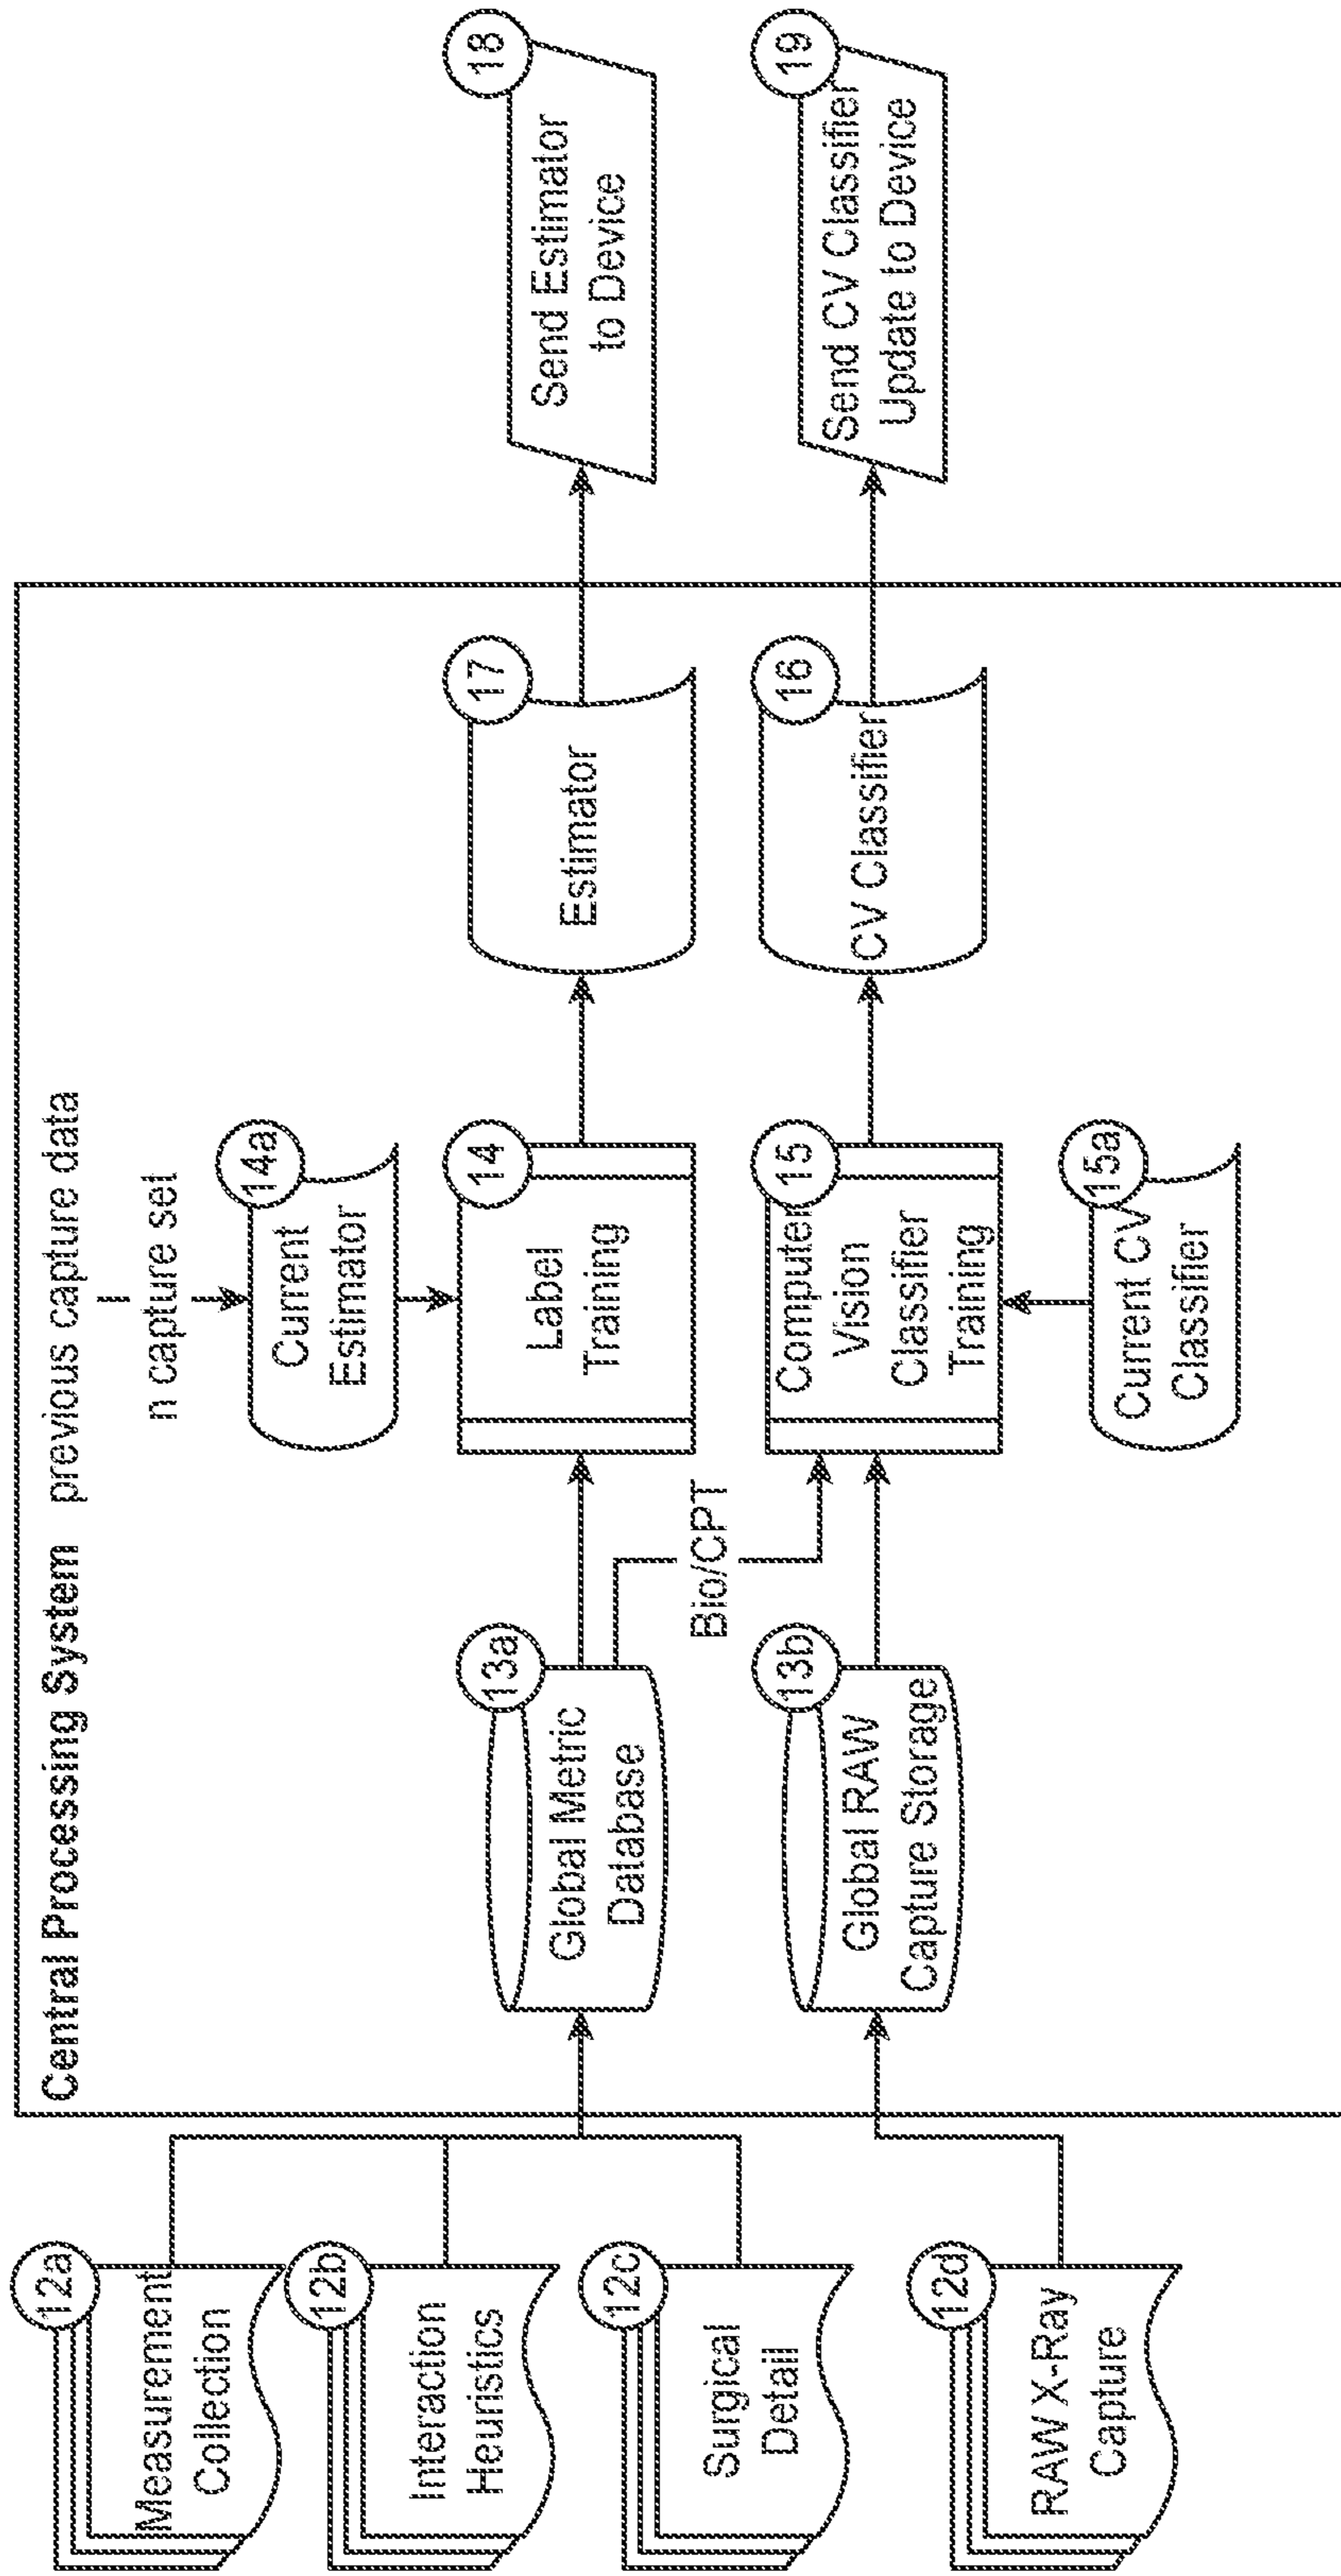 Central Processing System
previous capture data
n capture set
12a
Measurement
Collection
12b
Interaction
Heuristics
12c
Surgical
Detail
12d
RAW X-Ray
Capture
13a
Global Metric
Database
13b
Global RAW
Capture Storage
Bio/CPT
14a
Current
Estimator
14
Label
Training
15
Computer
Vision
Classifier
Training
15a
Current CV
Classifier
17
Estimator
16
CV Classifier
18
Send Estimator
to Device
19
Send CV Classifier
Update to Device